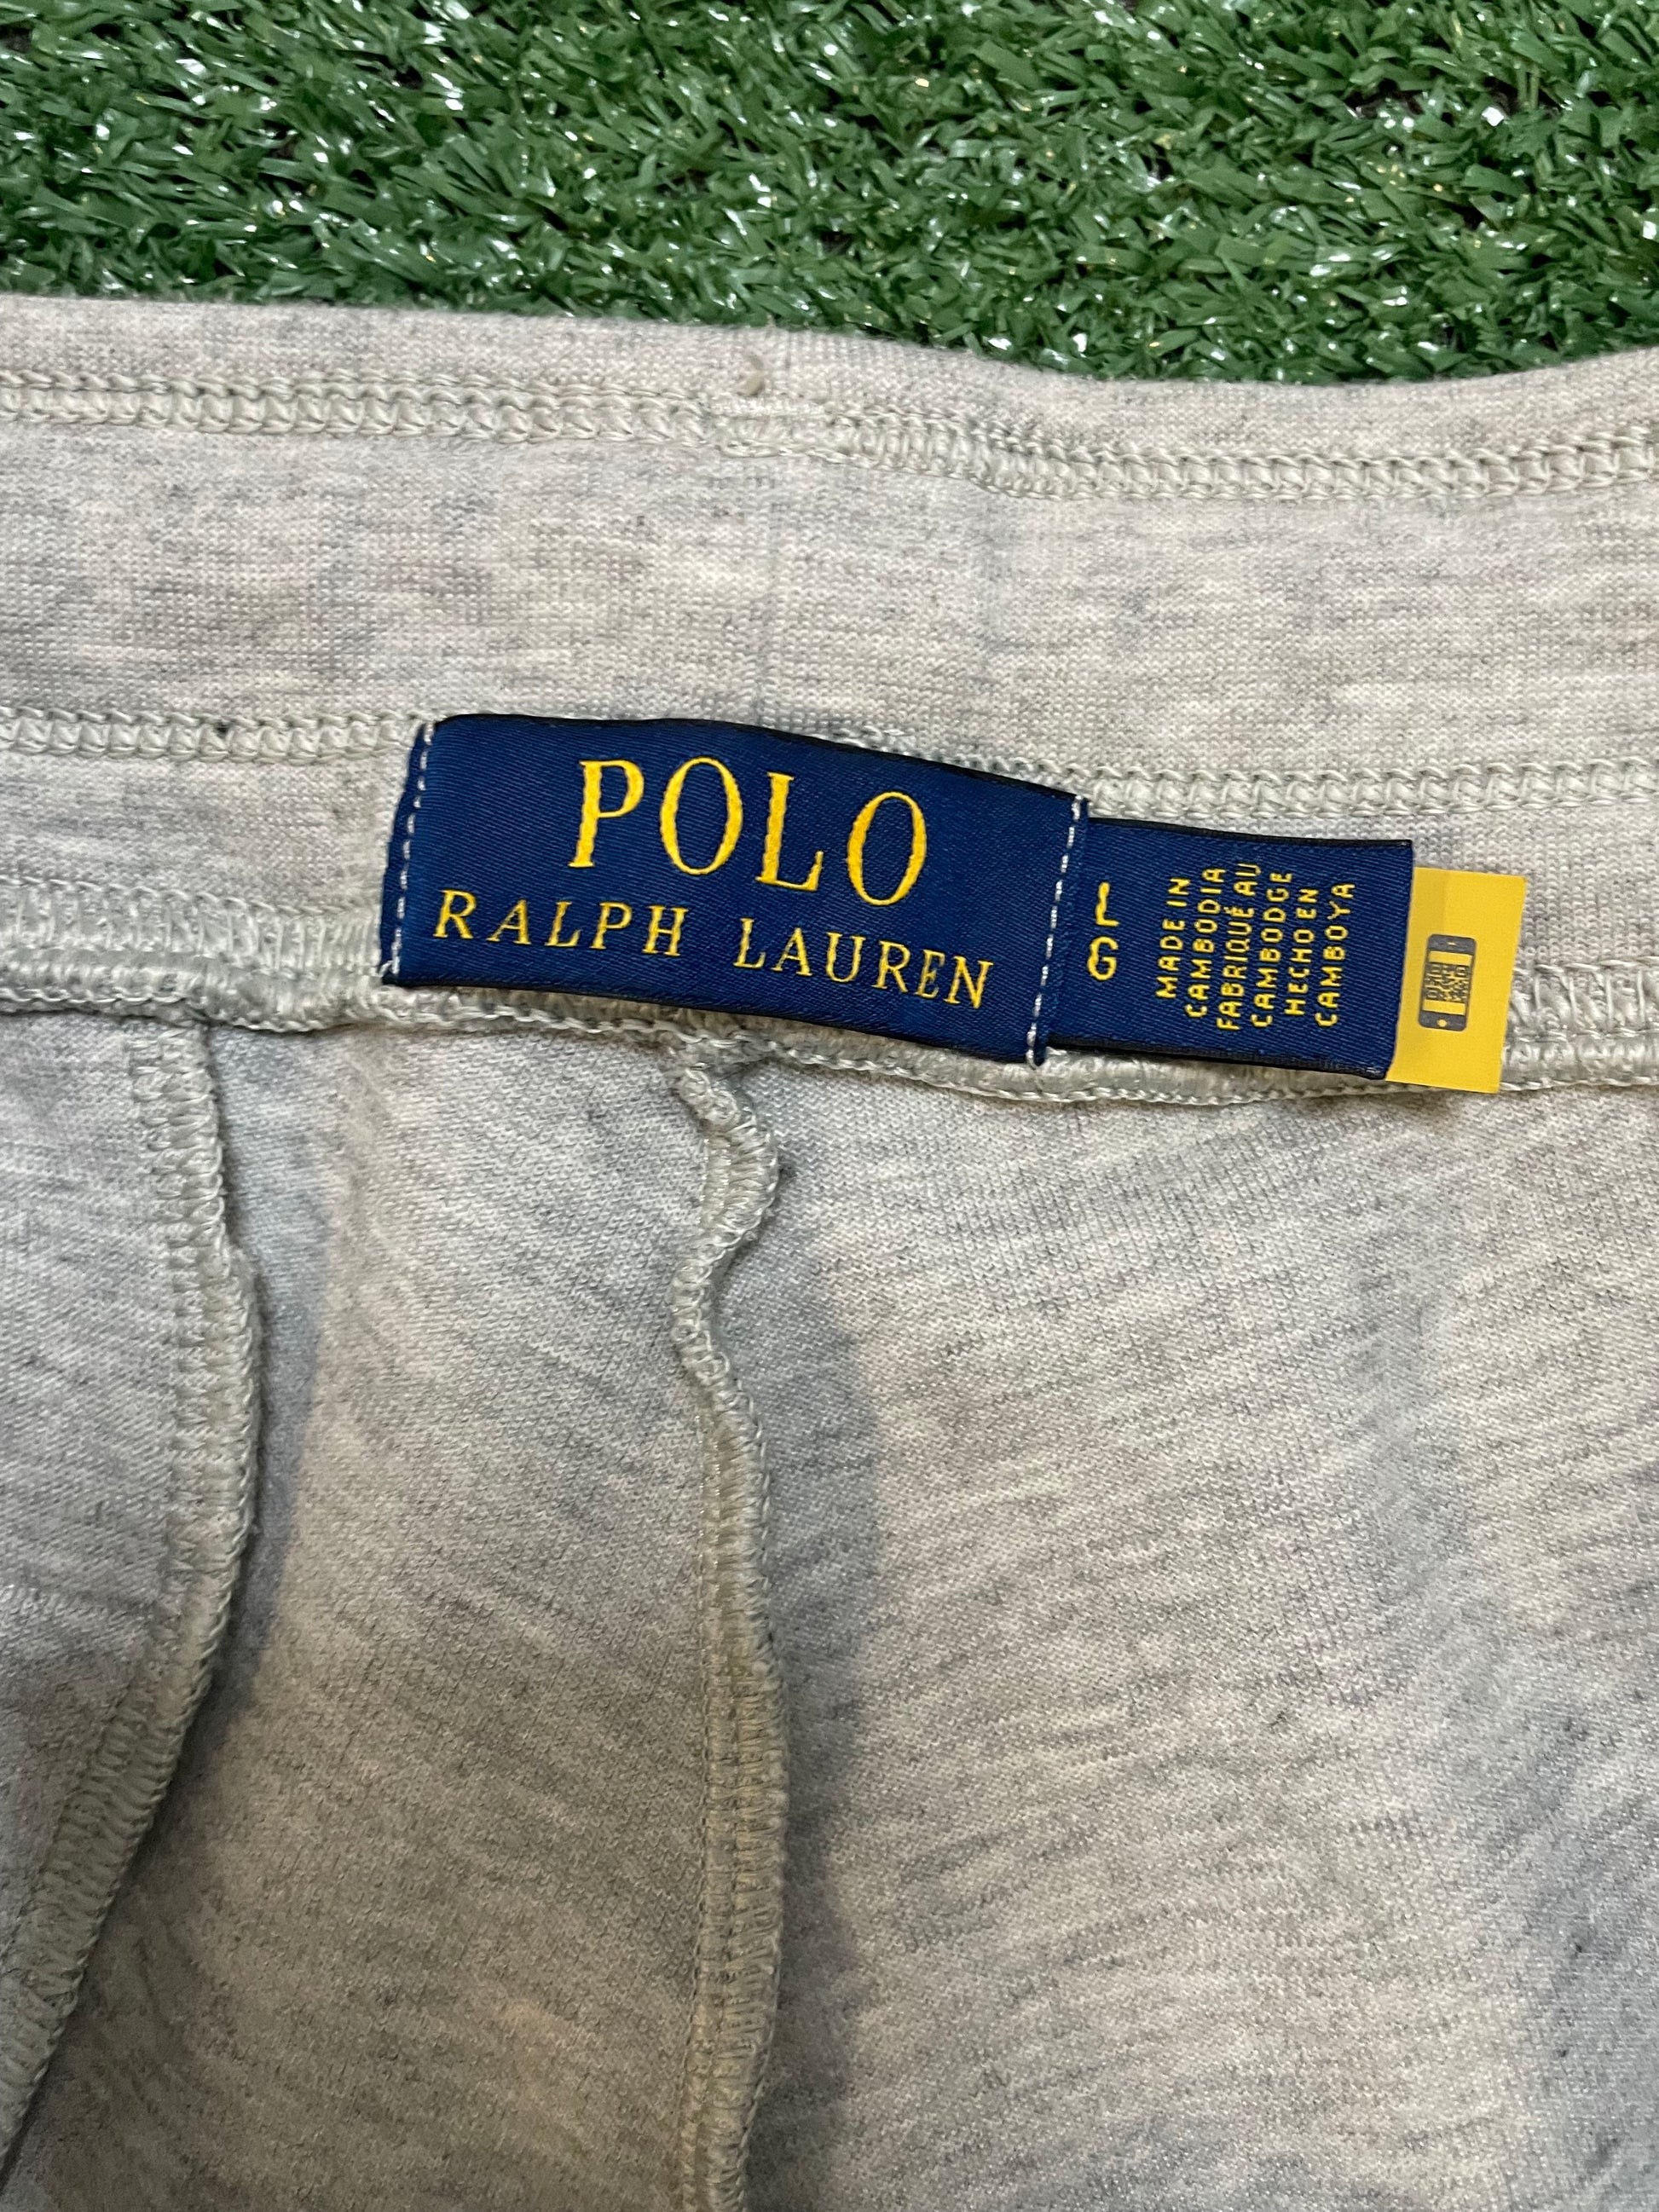 POLO
RALPH LAUREN
L
G
MADE IN
CAMBODIA
FABRIQUÉ AU
CAMBODGE
HECHO EN
CAMBOYA